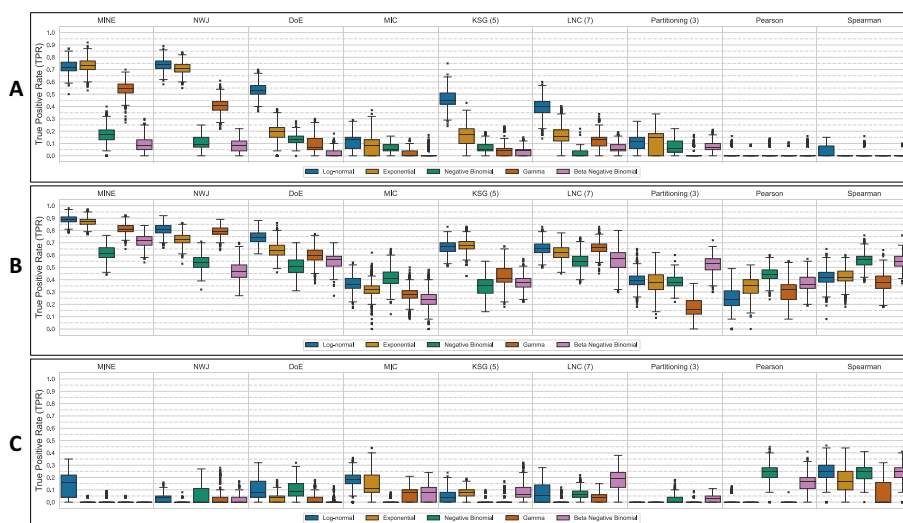 MINE NWJ DoE MIC KSG (5) LNC (7) Partitioning (3) Pearson Spearman
A
True Positive Rate (TPR)
1,0
0,9
0,8
0,7
0,6
0,5
0,4
0,3
0,2
0,1
0,0
Log-normal Exponential Negative Binomial Gamma Beta Negative Binomial
MINE NWJ DoE MIC KSG (5) LNC (7) Partitioning (3) Pearson Spearman
B
True Positive Rate (TPR)
1,0
0,9
0,8
0,7
0,6
0,5
0,4
0,3
0,2
0,1
0,0
Log-normal Exponential Negative Binomial Gamma Beta Negative Binomial
MINE NWJ DoE MIC KSG (5) LNC (7) Partitioning (3) Pearson Spearman
C
True Positive Rate (TPR)
1,0
0,9
0,8
0,7
0,6
0,5
0,4
0,3
0,2
0,1
0,0
Log-normal Exponential Negative Binomial Gamma Beta Negative Binomial